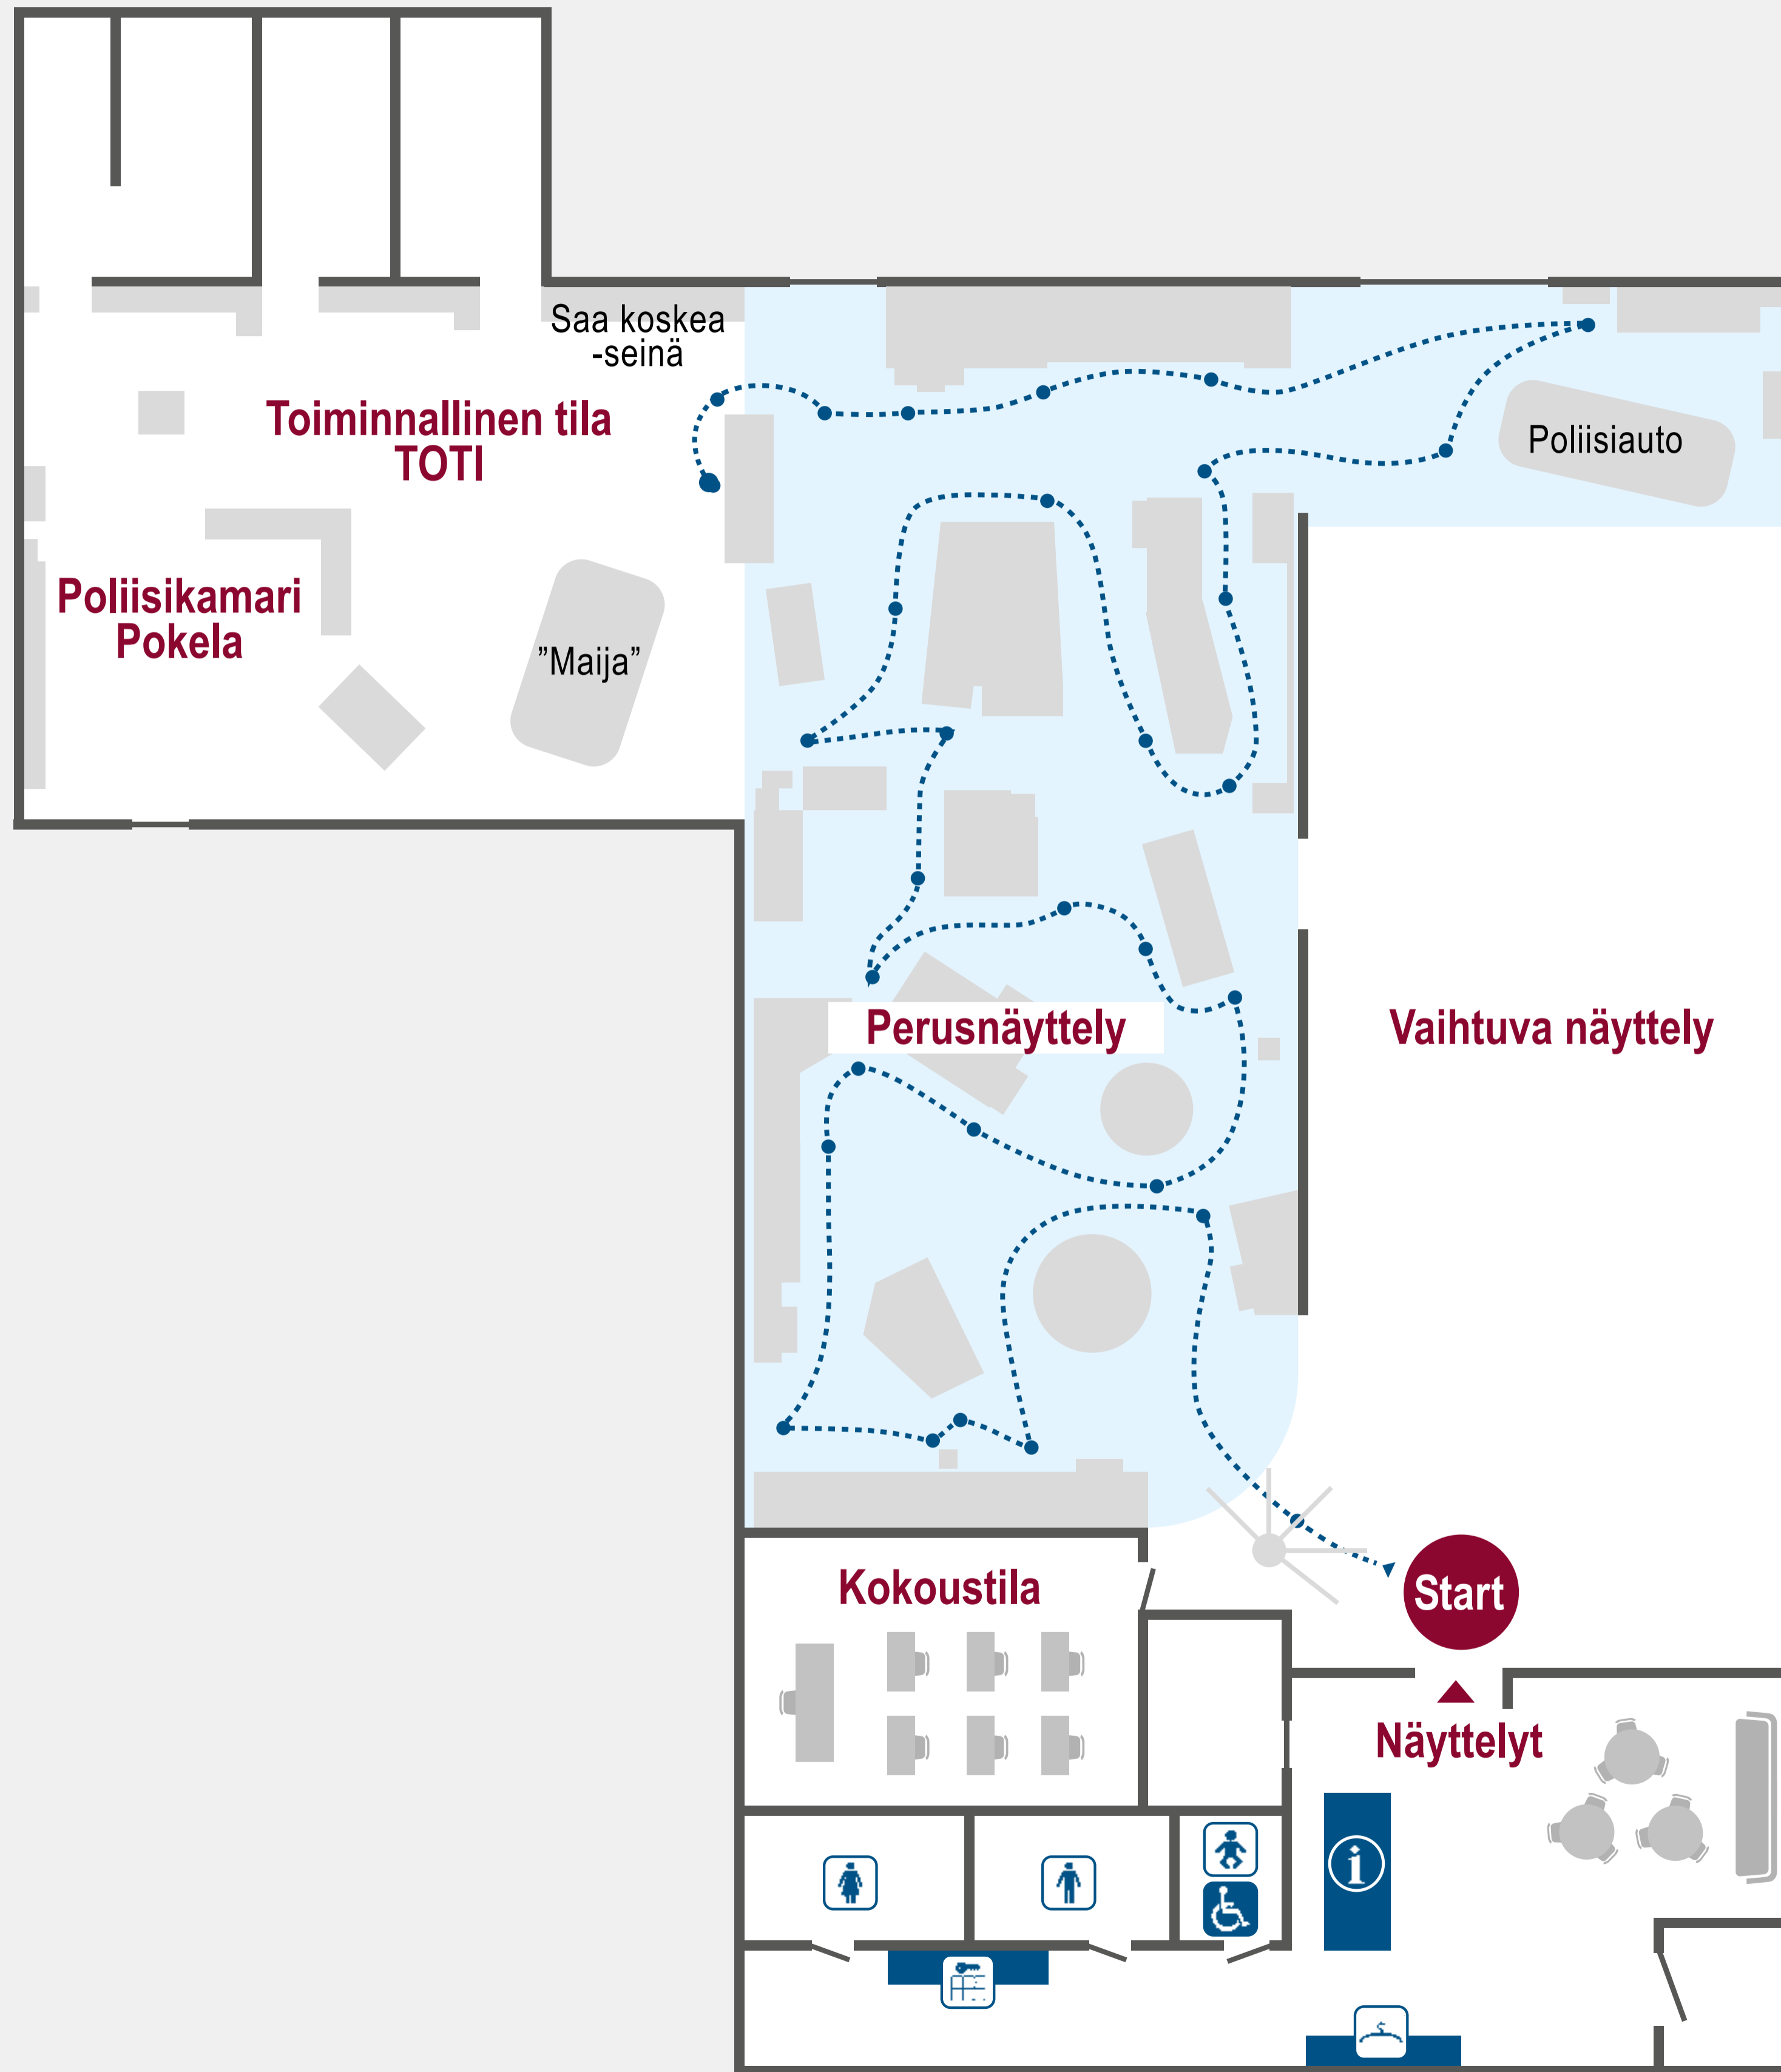 Saa koskea
-seinä
Toiminnallinen tila
TOTI
Poliisiauto
Poliisikamari
Pokela
”Maija”
Perusnäyttely
Vaihtuva näyttely
Kokoustila
Start
Näyttelyt
i